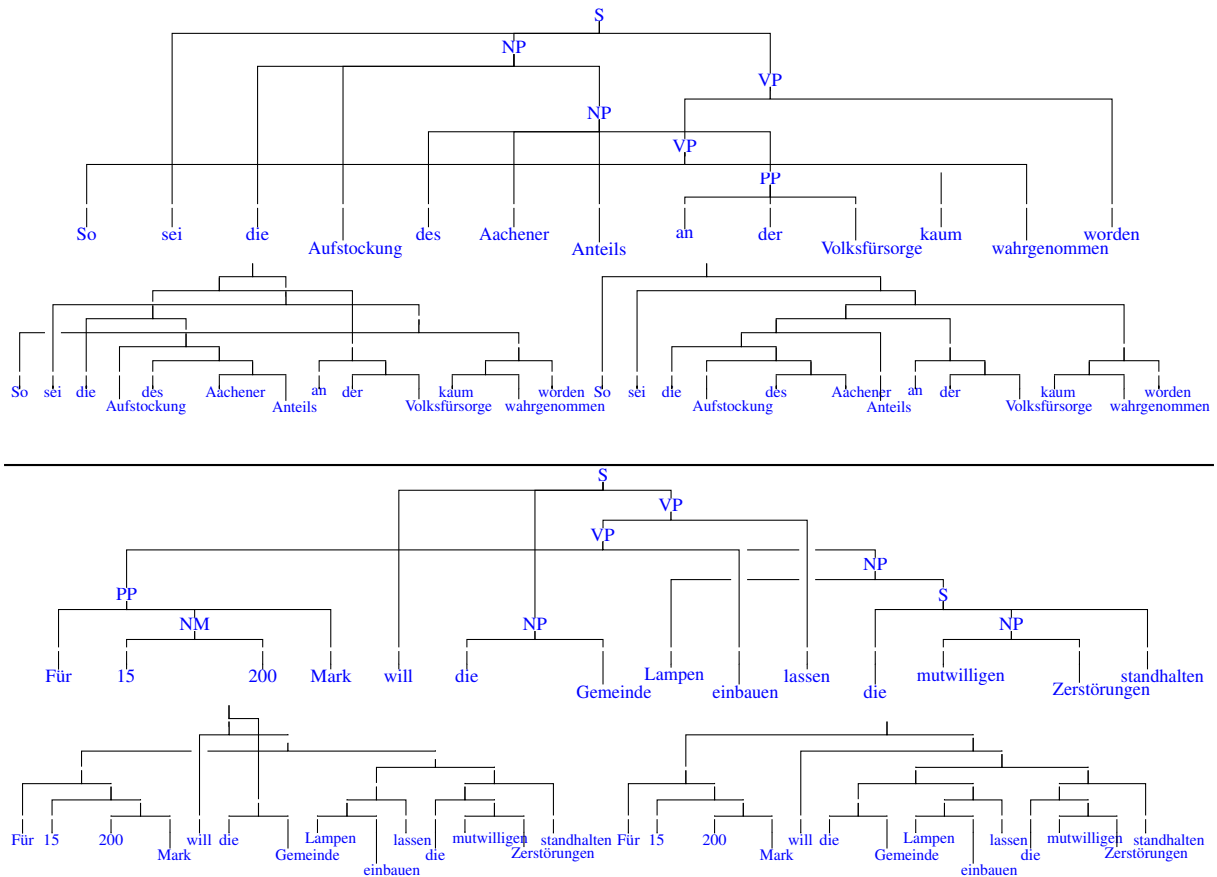 S
NP
VP
NP
VP
PP
So sei die Aufstockung des Aachener Anteils an der Volksfürsorge kaum wahrgenommen worden
So sei die Aufstockung des Aachener Anteils an der Volksfürsorge kaum wahrgenommen worden
So sei die Aufstockung des Aachener Anteils an der Volksfürsorge kaum wahrgenommen worden
S
VP
VP
NP
PP S
NM NP NP
Für 15 200 Mark will die Gemeinde Lampen einbauen lassen die mutwilligen Zerstörungen standhalten
Für 15 200 Mark will die Gemeinde Lampen einbauen lassen die mutwilligen Zerstörungen standhalten
Für 15 200 Mark will die Gemeinde Lampen einbauen lassen die mutwilligen Zerstörungen standhalten